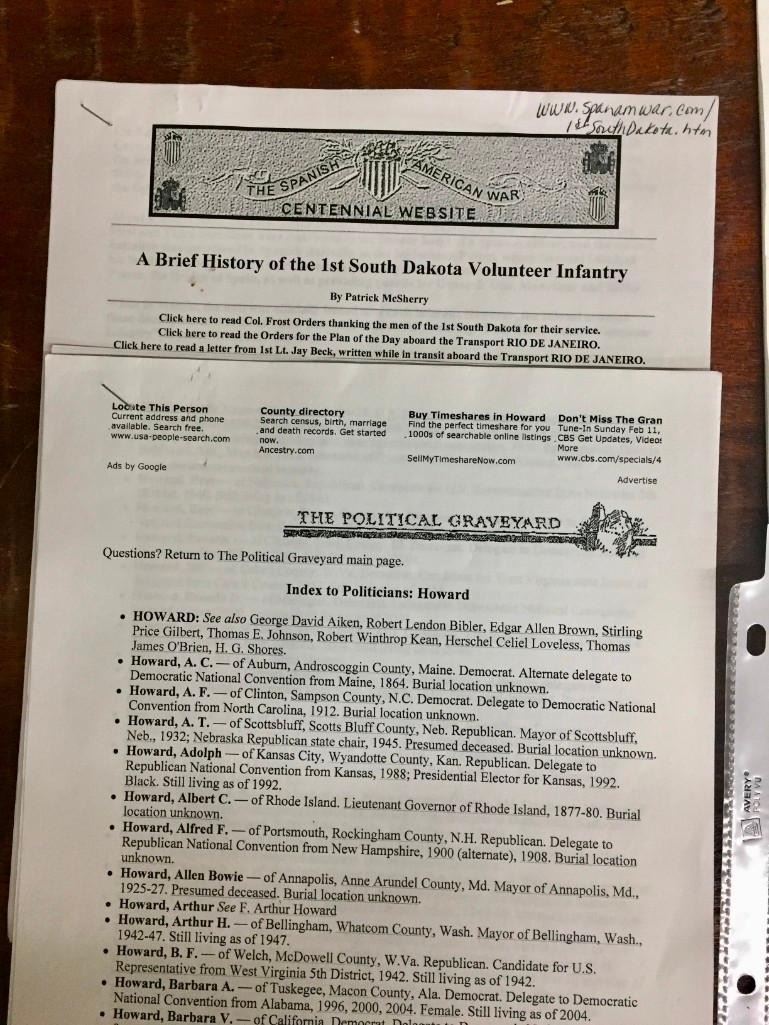 www.spanamwar.com/
1stSouthDakota.htm
THE SPANISH AMERICAN WAR
CENTENNIAL WEBSITE
A Brief History of the 1st South Dakota Volunteer Infantry
By Patrick McSherry
Click here to read Col. Frost Orders thanking the men of the 1st South Dakota for their service.
Click here to read the Orders for the Plan of the Day aboard the Transport RIO DE JANEIRO.
Click here to read a letter from 1st Lt. Jay Beck, written while in transit aboard the Transport RIO DE JANEIRO.
Locate This Person
Current address and phone
available. Search free.
www.usa-people-search.com
County directory
Search census, birth, marriage
and death records. Get started
now.
Ancestry.com
Buy Timeshares in Howard
Find the perfect timeshare for you
1000s of searchable online listings
SellMyTimeshareNow.com
Don't Miss The Gran
Tune-In Sunday Feb 11,
CBS Get Updates, Videos
More
www.cbs.com/specials/4
Ads by Google
Advertise
THE POLITICAL GRAVEYARD
Questions? Return to The Political Graveyard main page.
Index to Politicians: Howard
• HOWARD: See also George David Aiken, Robert Lendon Bibler, Edgar Allen Brown, Stirling
Price Gilbert, Thomas E. Johnson, Robert Winthrop Kean, Herschel Celiel Loveless, Thomas
James O'Brien, H. G. Shores.
• Howard, A. C. — of Auburn, Androscoggin County, Maine. Democrat. Alternate delegate to
Democratic National Convention from Maine, 1864. Burial location unknown.
• Howard, A. F. — of Clinton, Sampson County, N.C. Democrat. Delegate to Democratic National
Convention from North Carolina, 1912. Burial location unknown.
• Howard, A. T. — of Scottsbluff, Scotts Bluff County, Neb. Republican. Mayor of Scottsbluff,
Neb., 1932; Nebraska Republican state chair, 1945. Presumed deceased. Burial location unknown.
• Howard, Adolph — of Kansas City, Wyandotte County, Kan. Republican. Delegate to
Republican National Convention from Kansas, 1988; Presidential Elector for Kansas, 1992.
Black. Still living as of 1992.
• Howard, Albert C. — of Rhode Island. Lieutenant Governor of Rhode Island, 1877-80. Burial
location unknown.
• Howard, Alfred F. — of Portsmouth, Rockingham County, N.H. Republican. Delegate to
Republican National Convention from New Hampshire, 1900 (alternate), 1908. Burial location
unknown.
• Howard, Allen Bowie — of Annapolis, Anne Arundel County, Md. Mayor of Annapolis, Md.,
1925-27. Presumed deceased. Burial location unknown.
• Howard, Arthur See F. Arthur Howard
• Howard, Arthur H. — of Bellingham, Whatcom County, Wash. Mayor of Bellingham, Wash.,
1942-47. Still living as of 1947.
• Howard, B. F. — of Welch, McDowell County, W.Va. Republican. Candidate for U.S.
Representative from West Virginia 5th District, 1942. Still living as of 1942.
• Howard, Barbara A. — of Tuskegee, Macon County, Ala. Democrat. Delegate to Democratic
National Convention from Alabama, 1996, 2000, 2004. Female. Still living as of 2004.
• Howard, Barbara V. — of California. Democrat.
AVERY®